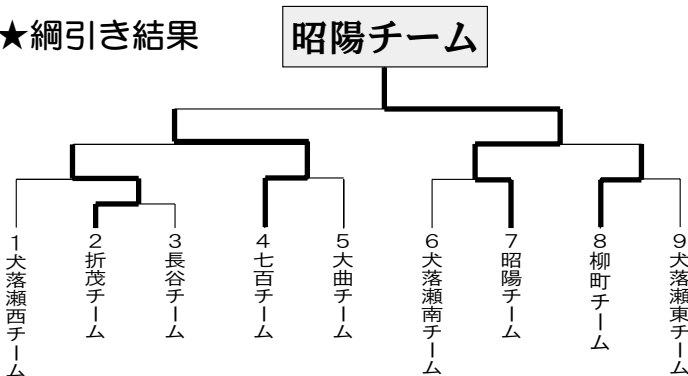 ★綱引き結果
昭陽チーム
1犬落瀬西チーム
2折茂チーム
3長谷チーム
4七百チーム
5大曲チーム
6犬落瀬南チーム
7昭陽チーム
8柳町チーム
9犬落瀬東チーム